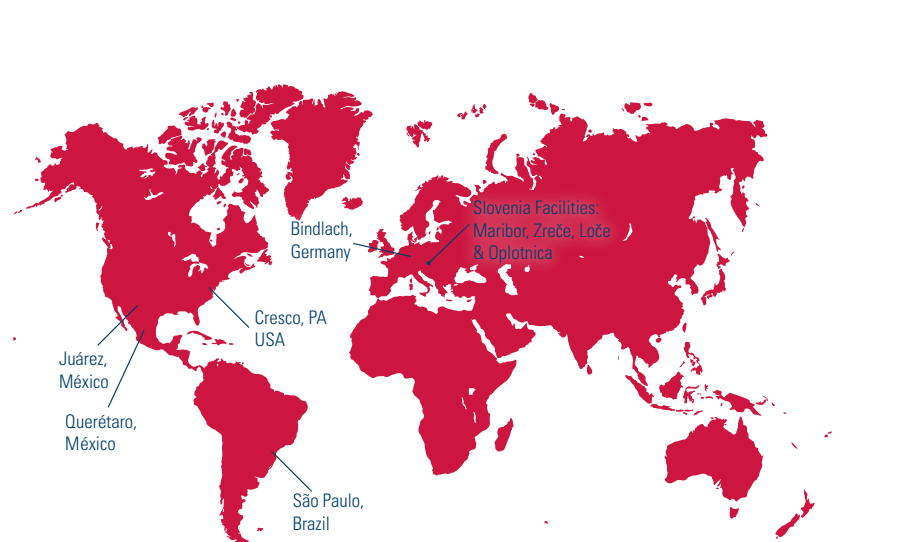 Slovenia Facilities:
Maribor, Zreče, Loče
& Oplotnica
Bindlach,
Germany
Cresco, PA
USA
Juárez,
México
Querétaro,
México
São Paulo,
Brazil